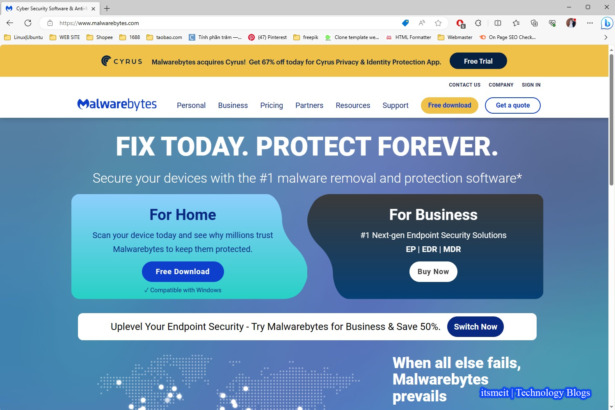 Cyber Security Software & Anti-
https://www.malwarebytes.com
Linux|Ubuntu WEB SITE Shopee 1688 taobao.com Tính phần trăm —... (47) Pinterest freepik Clone template we... HTML Formatter On Page SEO Check...
CYRUS Malwarebytes acquires Cyrus! Get 67% off today for Cyrus Privacy & Identity Protection App. Free Trial
CONTACT US COMPANY SIGN IN
Malwarebytes Personal Business Pricing Partners Resources Support Free download Get a quote
FIX TODAY. PROTECT FOREVER.
Secure your devices with the #1 malware removal and protection software*
For Home
Scan your device today and see why millions trust
Malwarebytes to keep them protected.
Free Download
✓ Compatible with Windows
For Business
#1 Next-gen Endpoint Security Solutions
EP | EDR | MDR
Buy Now
Uplevel Your Endpoint Security - Try Malwarebytes for Business & Save 50%. Switch Now
When all else fails,
Malwarebytes
prevails
itsmeit | Technology Blogs